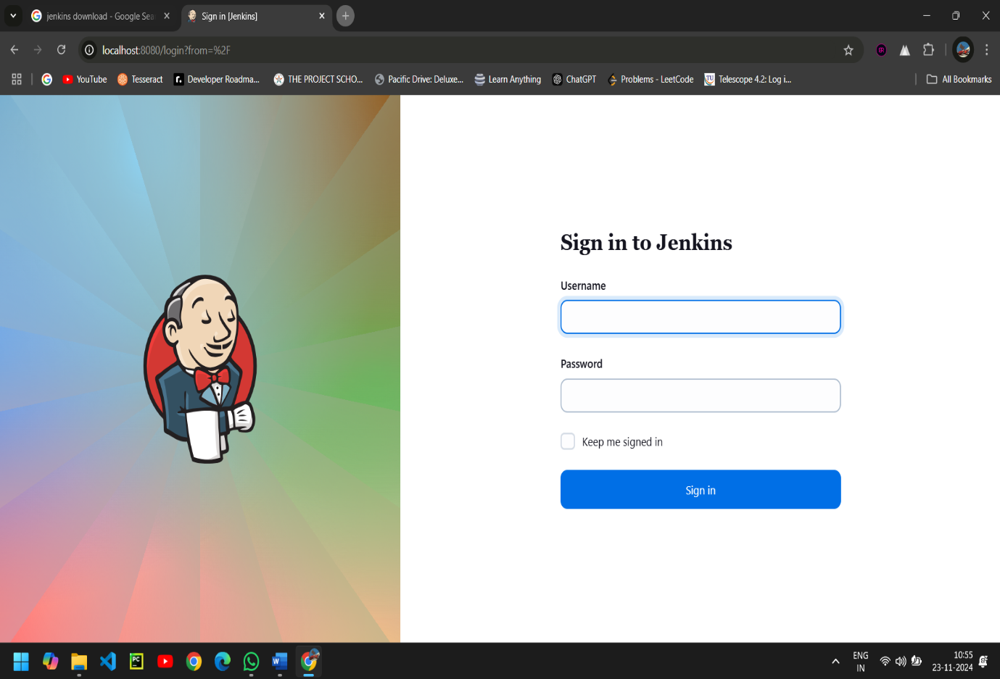 jenkins download - Google Sea
Sign in [Jenkins]
localhost:8080/login?from=%2F
YouTube
Tesseract
Developer Roadma...
THE PROJECT SCHO...
Pacific Drive: Deluxe...
Learn Anything
ChatGPT
Problems - LeetCode
TU
Telescope 4.2: Log i...
All Bookmarks
Sign in to Jenkins
Username
Password
Keep me signed in
Sign in
PC
ENG
IN
10:55
23-11-2024